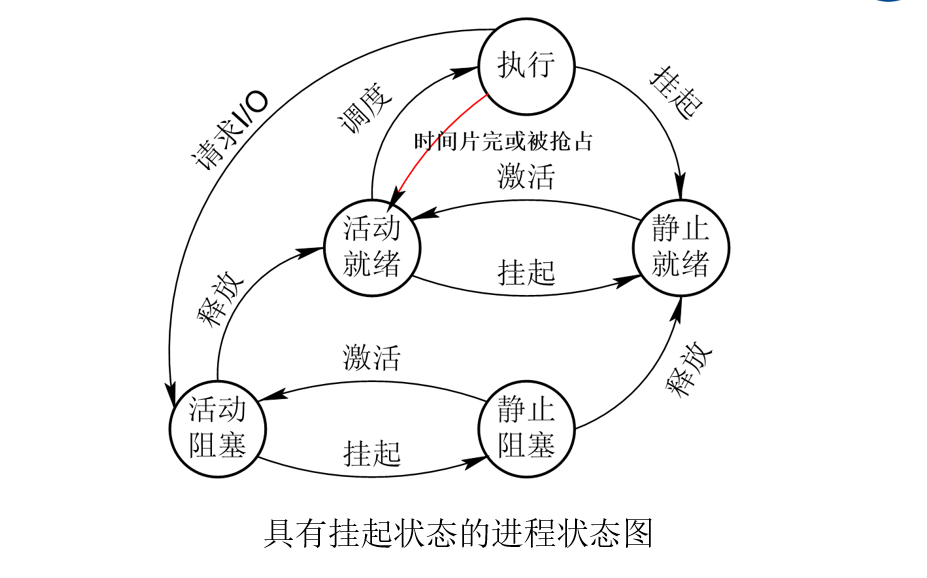 执行
挂起
调度
请求I/O
时间片完或被抢占
激活
活动
就绪
静止
就绪
挂起
释放
激活
释放
活动
阻塞
静止
阻塞
挂起
具有挂起状态的进程状态图